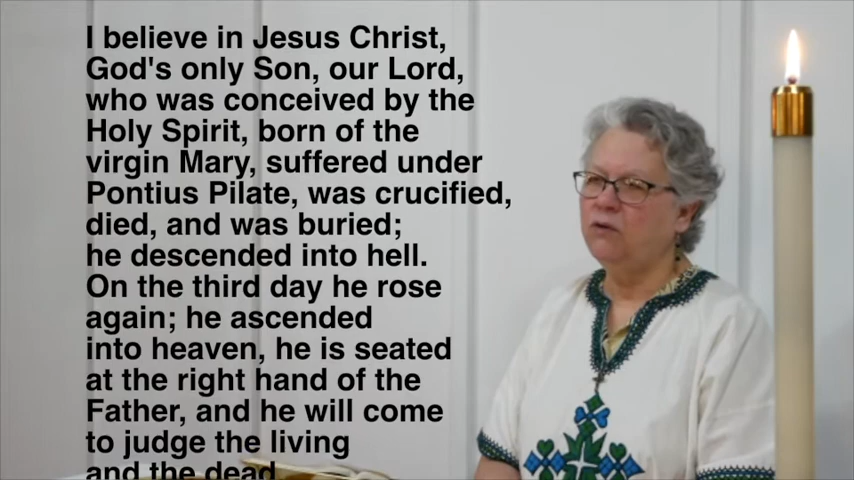 I believe in Jesus Christ,
God's only Son, our Lord,
who was conceived by the
Holy Spirit, born of the
virgin Mary, suffered under
Pontius Pilate, was crucified,
died, and was buried;
he descended into hell.
On the third day he rose
again; he ascended
into heaven, he is seated
at the right hand of the
Father, and he will come
to judge the living
and the dead